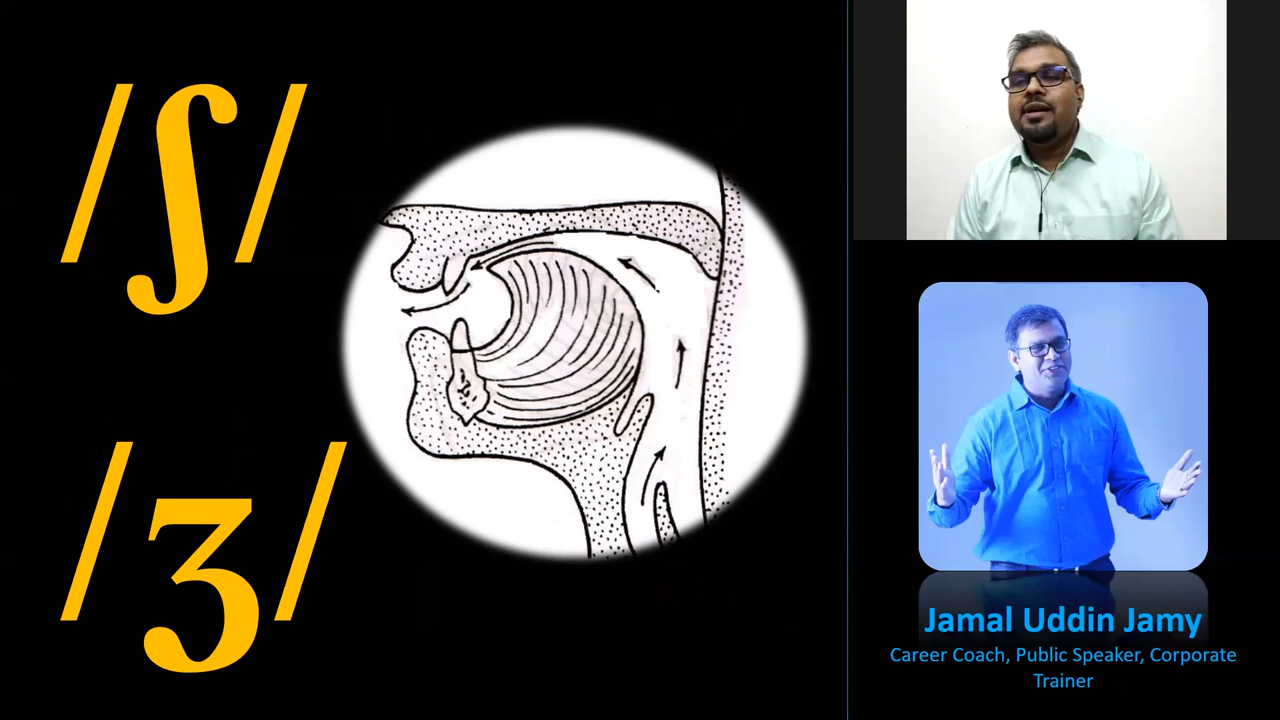 /ʃ/
/ʒ/
Jamal Uddin Jamy
Career Coach, Public Speaker, Corporate
Trainer